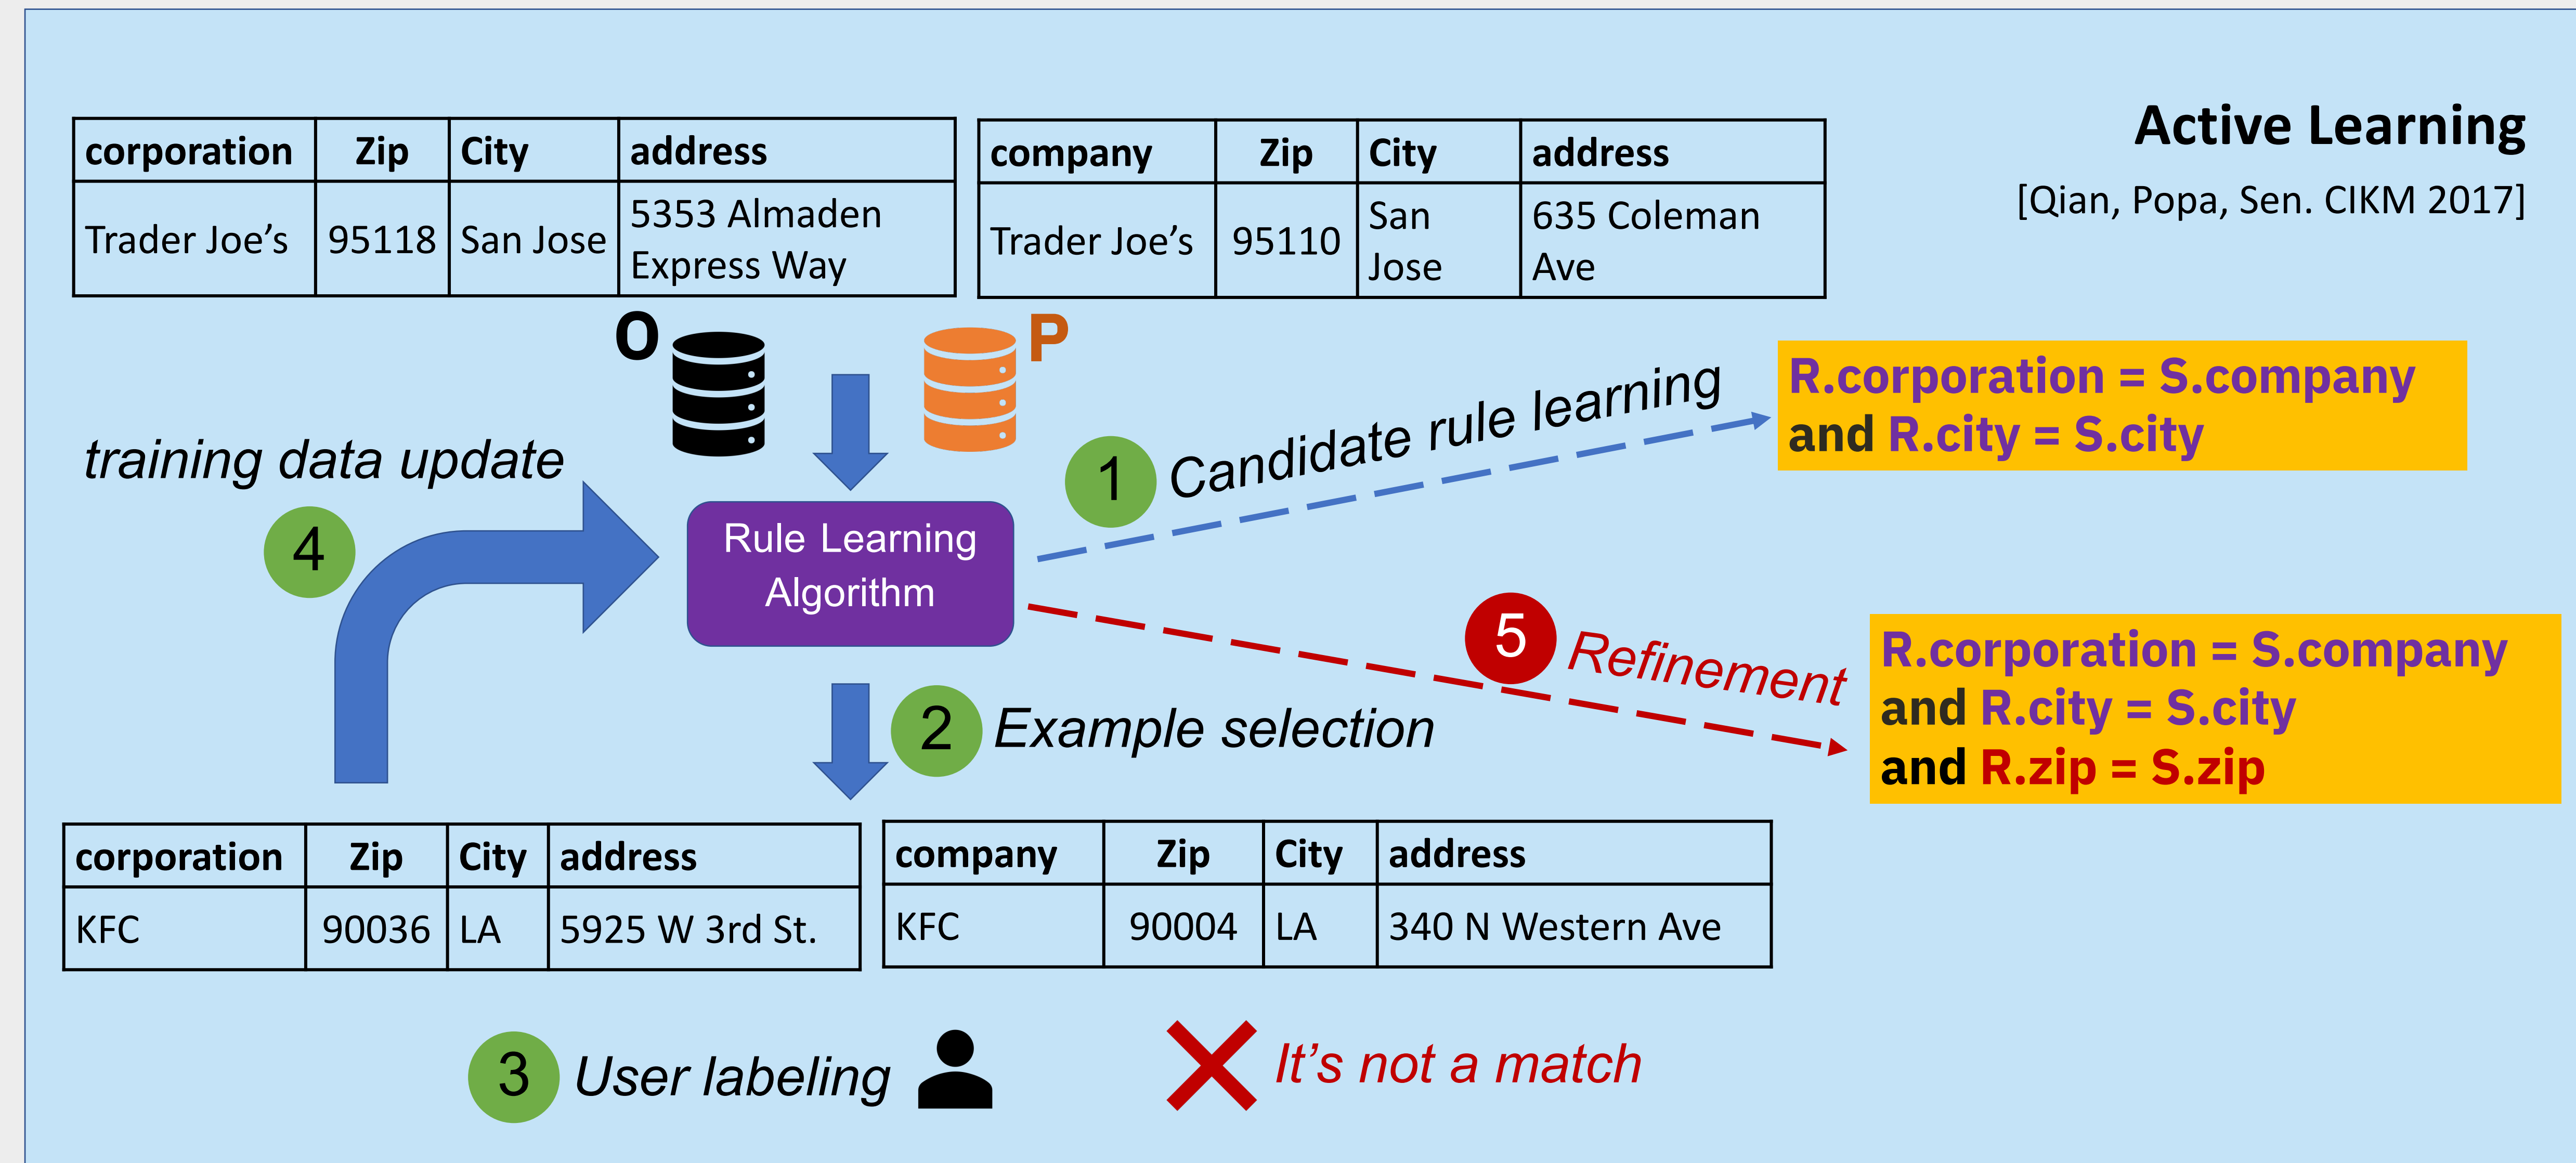 Active Learning
[Qian, Popa, Sen. CIKM 2017]
corporation Zip City address
Trader Joe’s 95118 San Jose 5353 Almaden
Express Way
company Zip City address
Trader Joe’s 95110 San 635 Coleman
Jose Ave
O
P
training data update
4
Rule Learning
Algorithm
1 Candidate rule learning
R.corporation = S.company
and R.city = S.city
5 Refinement
R.corporation = S.company
and R.city = S.city
and R.zip = S.zip
2 Example selection
corporation Zip City address
KFC 90036 LA 5925 W 3rd St.
company Zip City address
KFC 90004 LA 340 N Western Ave
3 User labeling
It’s not a match